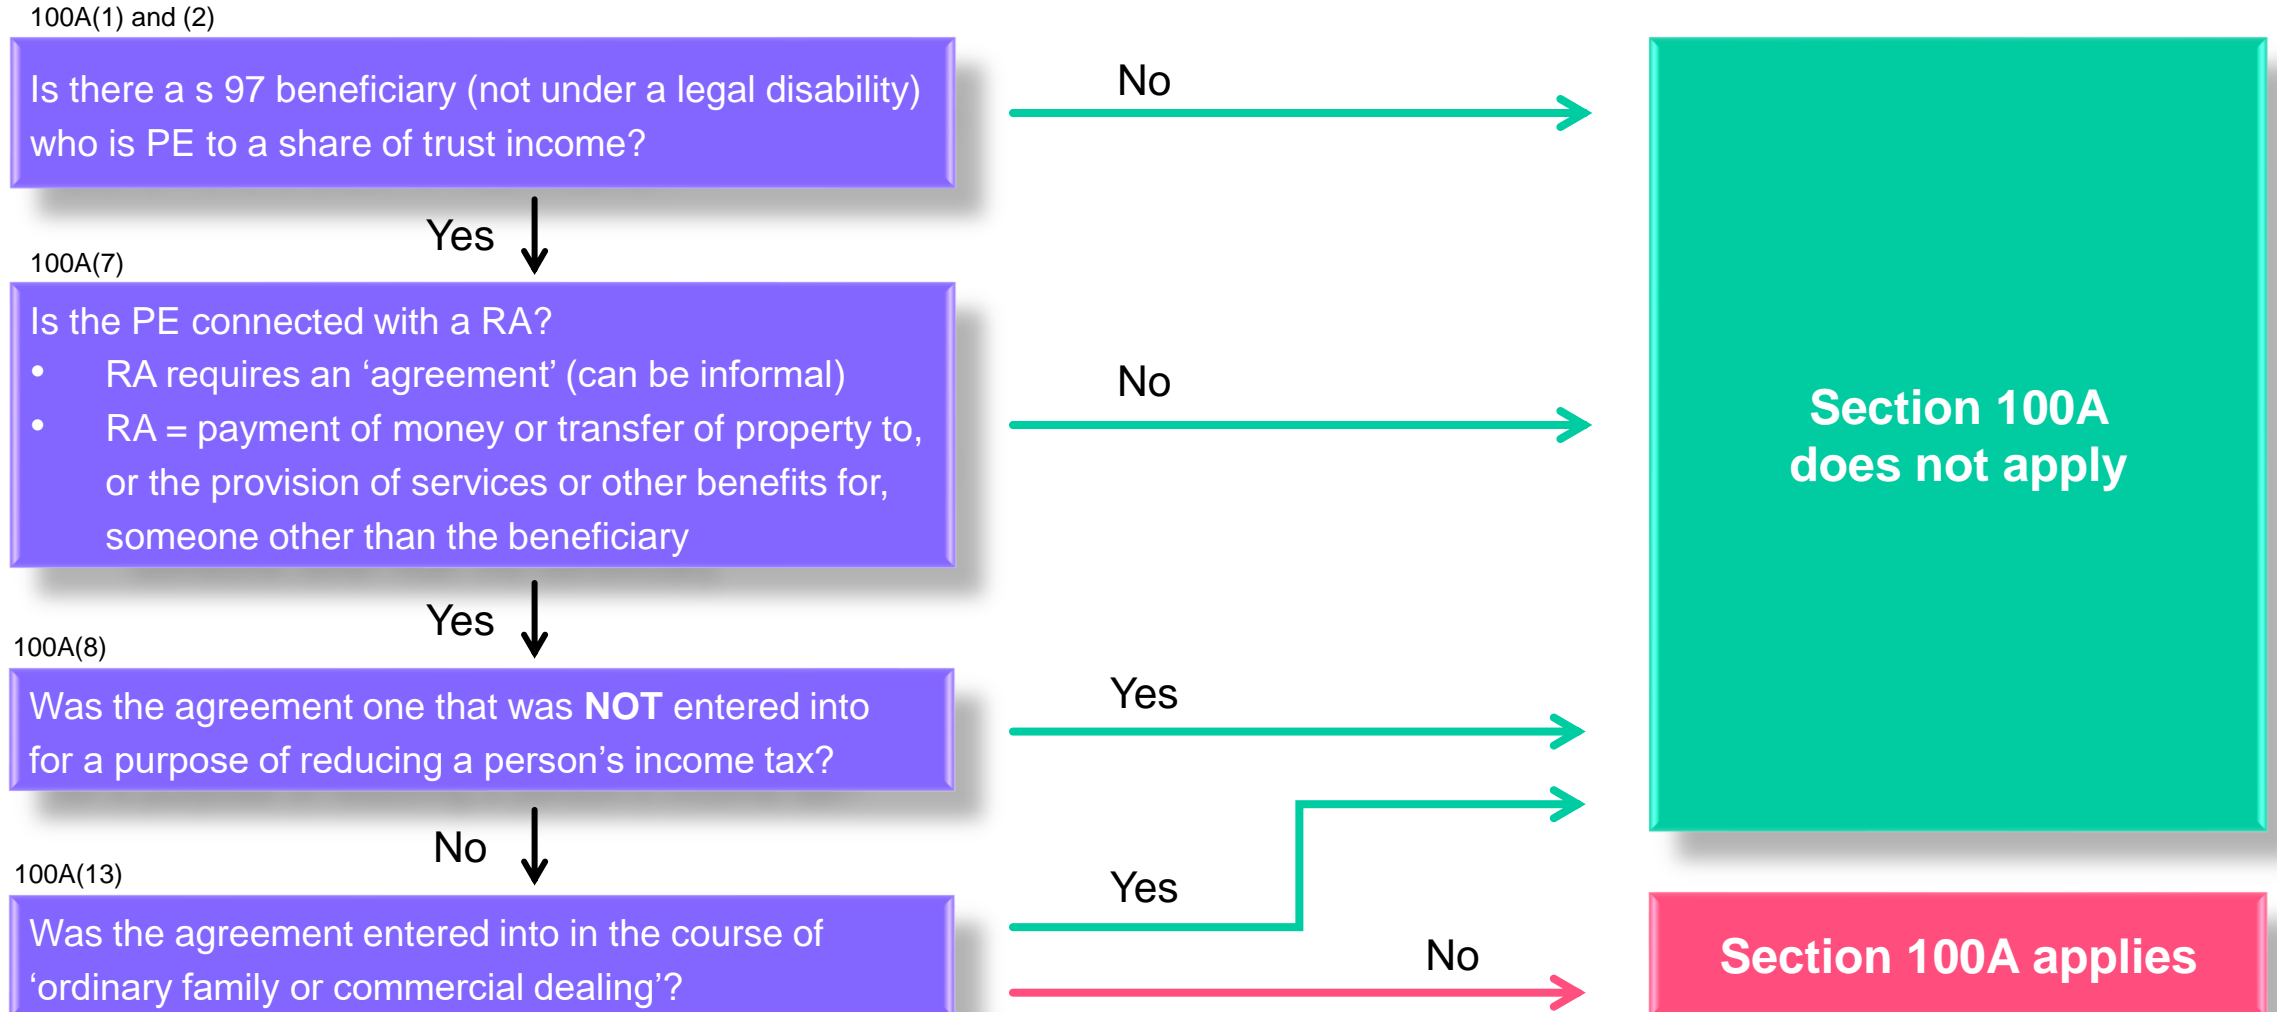 100A(1) and (2)
Is there a s 97 beneficiary (not under a legal disability)
who is PE to a share of trust income?
No
Yes
100A(7)
Is the PE connected with a RA?
• RA requires an ‘agreement’ (can be informal)
• RA = payment of money or transfer of property to,
or the provision of services or other benefits for,
someone other than the beneficiary
No
Section 100A
does not apply
Yes
100A(8)
Was the agreement one that was NOT entered into
for a purpose of reducing a person’s income tax?
Yes
No
100A(13)
Was the agreement entered into in the course of
‘ordinary family or commercial dealing’?
Yes
No
Section 100A applies